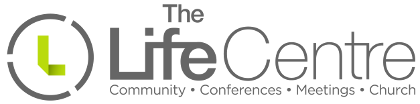 The
LifeCentre
Community • Conferences • Meetings • Church